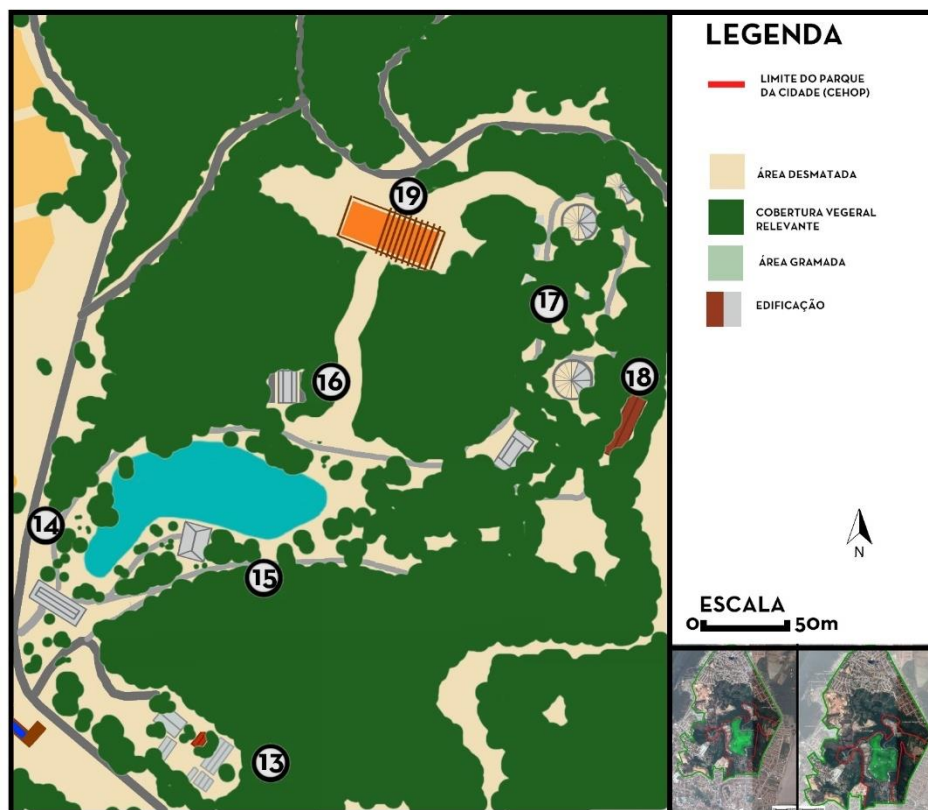 LEGENDA
LIMITE DO PARQUE
DA CIDADE (CEHOP)
ÁREA DESMATADA
COBERTURA VEGERAL
RELEVANTE
ÁREA GRAMADA
EDIFICAÇÃO
19
17
18
16
14
15
13
N
ESCALA
0 50m